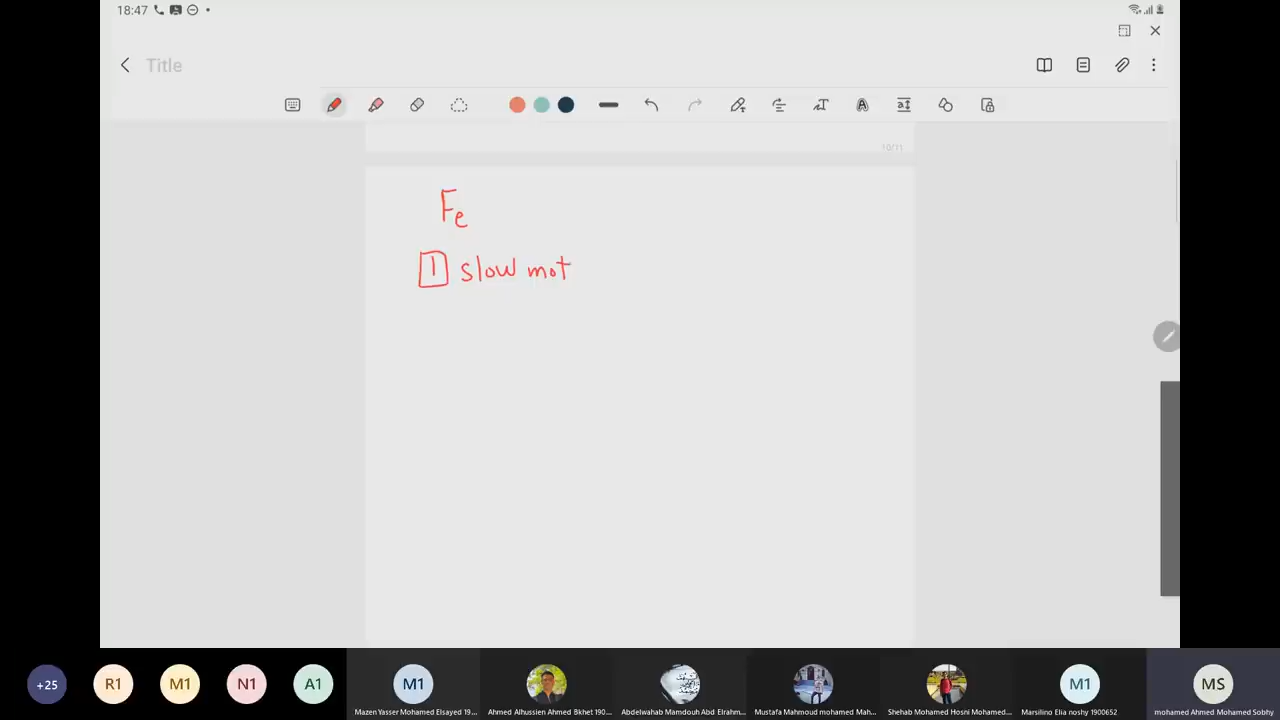 18:47
Title
10/11
Fe
1 slow mot
+25
R1
M1
N1
A1
M1
M1
MS
Mazen Yasser Mohamed Elsayed 19...
Ahmed Alhussien Ahmed Bkhet 190...
Abdelwahab Mamdouh Abd Elrahm...
Mustafa Mahmoud mohamed Mah...
Shehab Mohamed Hosni Mohamed...
Marsilino Elia noshy 1900652
mohamed Ahmed Mohamed Sobhy